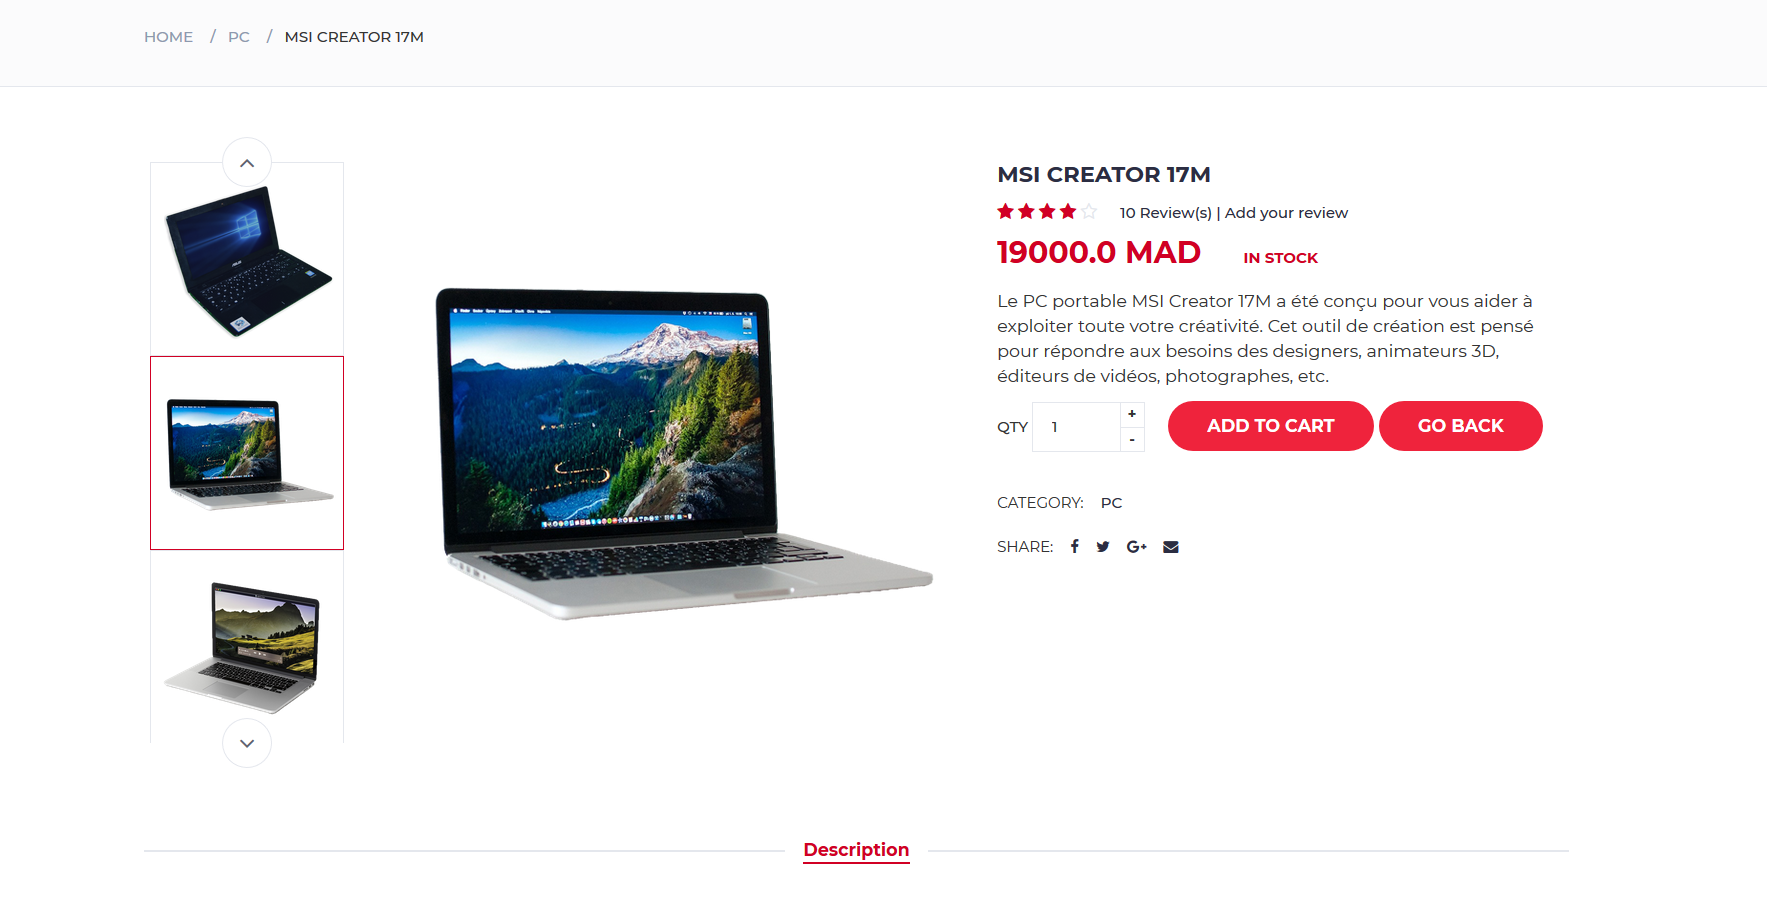 HOME / PC / MSI CREATOR 17M
MSI CREATOR 17M
10 Review(s) | Add your review
19000.0 MAD IN STOCK
Le PC portable MSI Creator 17M a été conçu pour vous aider à
exploiter toute votre créativité. Cet outil de création est pensé
pour répondre aux besoins des designers, animateurs 3D,
éditeurs de vidéos, photographes, etc.
QTY 1 + - ADD TO CART GO BACK
CATEGORY: PC
SHARE:
Description